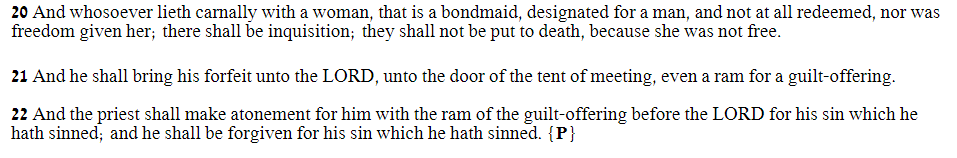 20 And whosoever lieth carnally with a woman, that is a bondmaid, designated for a man, and not at all redeemed, nor was
freedom given her; there shall be inquisition; they shall not be put to death, because she was not free.
21 And he shall bring his forfeit unto the LORD, unto the door of the tent of meeting, even a ram for a guilt-offering.
22 And the priest shall make atonement for him with the ram of the guilt-offering before the LORD for his sin which he
hath sinned; and he shall be forgiven for his sin which he hath sinned. {P}